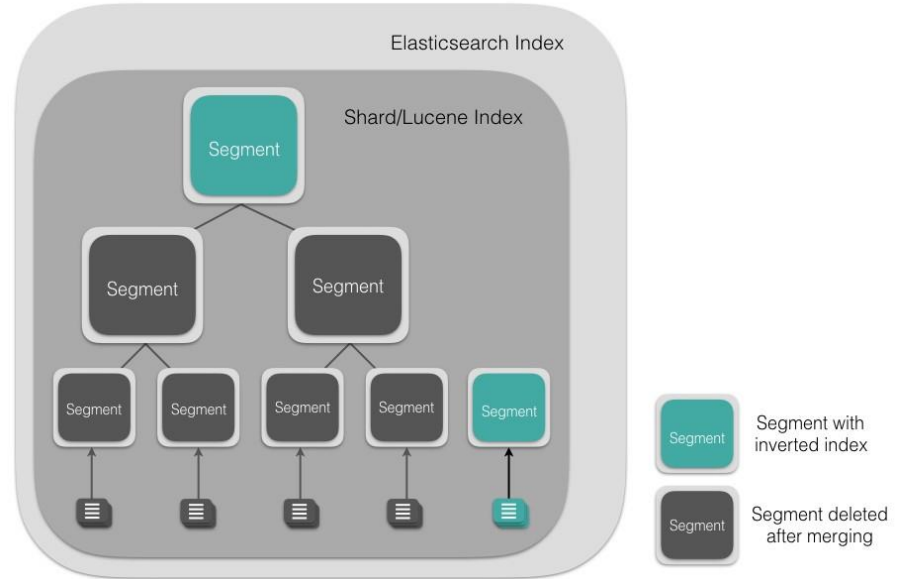 Elasticsearch Index
Shard/Lucene Index
Segment
Segment
Segment
Segment
Segment
Segment
Segment
Segment
Segment
Segment with
inverted index
Segment
Segment deleted
after merging